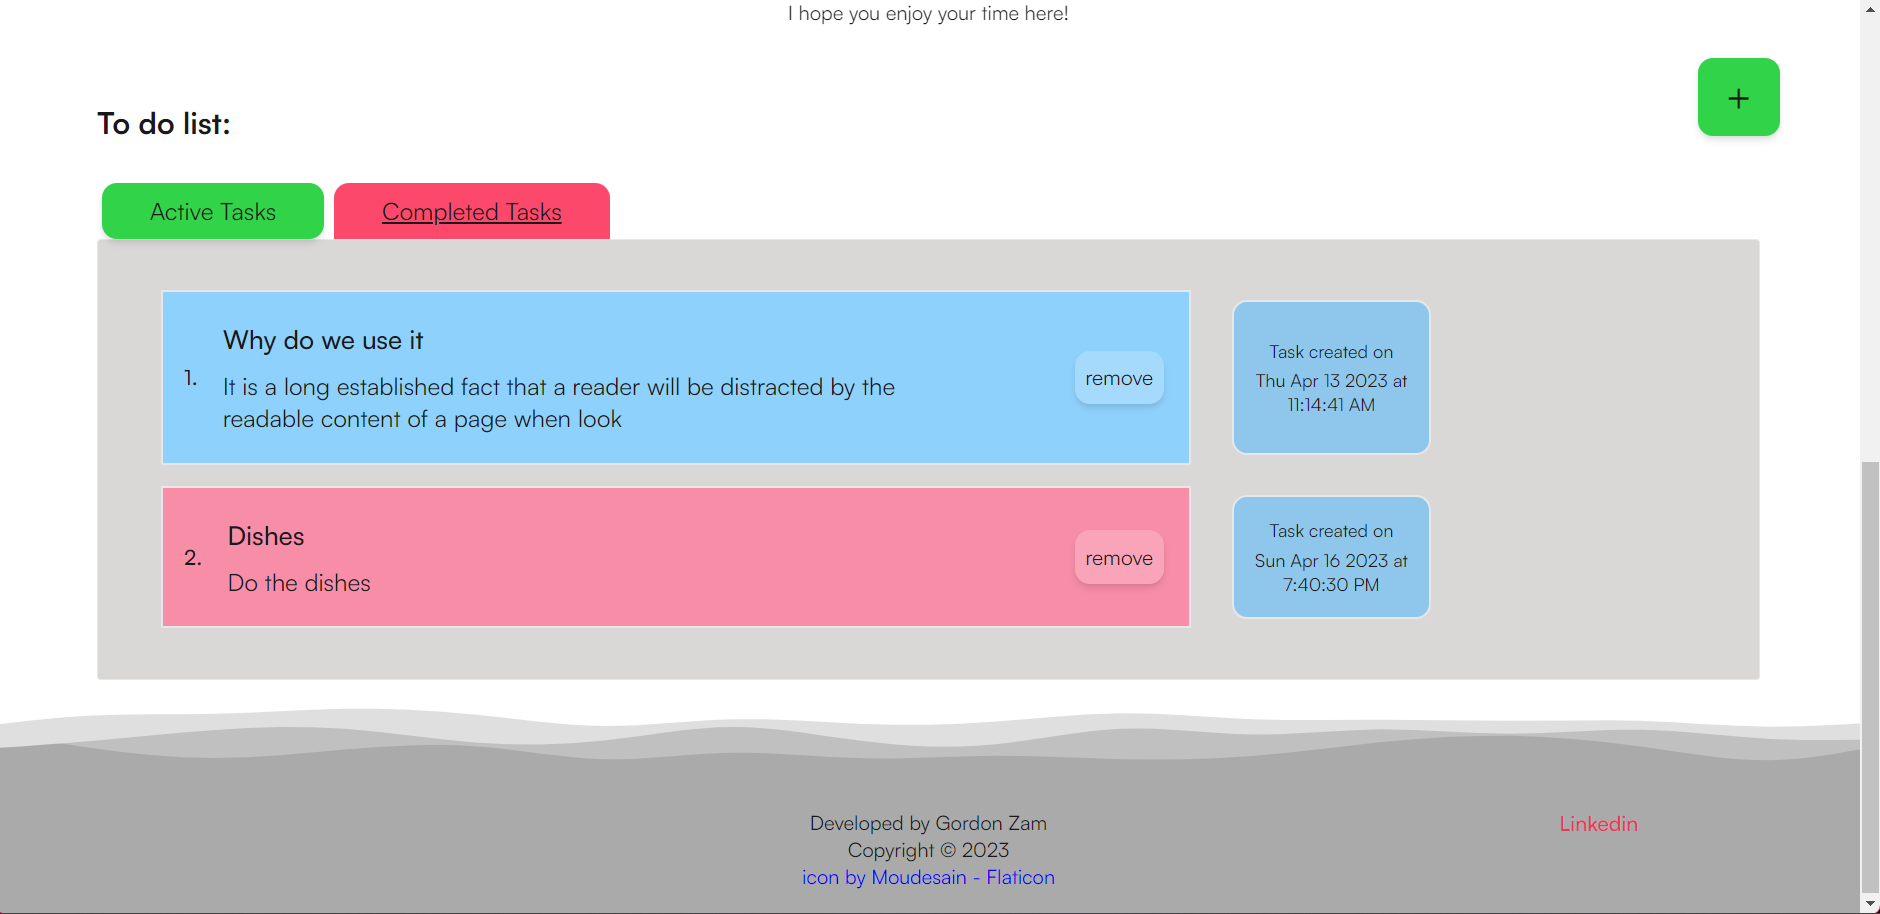 I hope you enjoy your time here!
+
To do list:
Active Tasks
Completed Tasks
1.
Why do we use it
It is a long established fact that a reader will be distracted by the
readable content of a page when look
remove
Task created on
Thu Apr 13 2023 at
11:14:41 AM
2.
Dishes
Do the dishes
remove
Task created on
Sun Apr 16 2023 at
7:40:30 PM
Developed by Gordon Zam
Copyright © 2023
icon by Moudesain - Flaticon
Linkedin